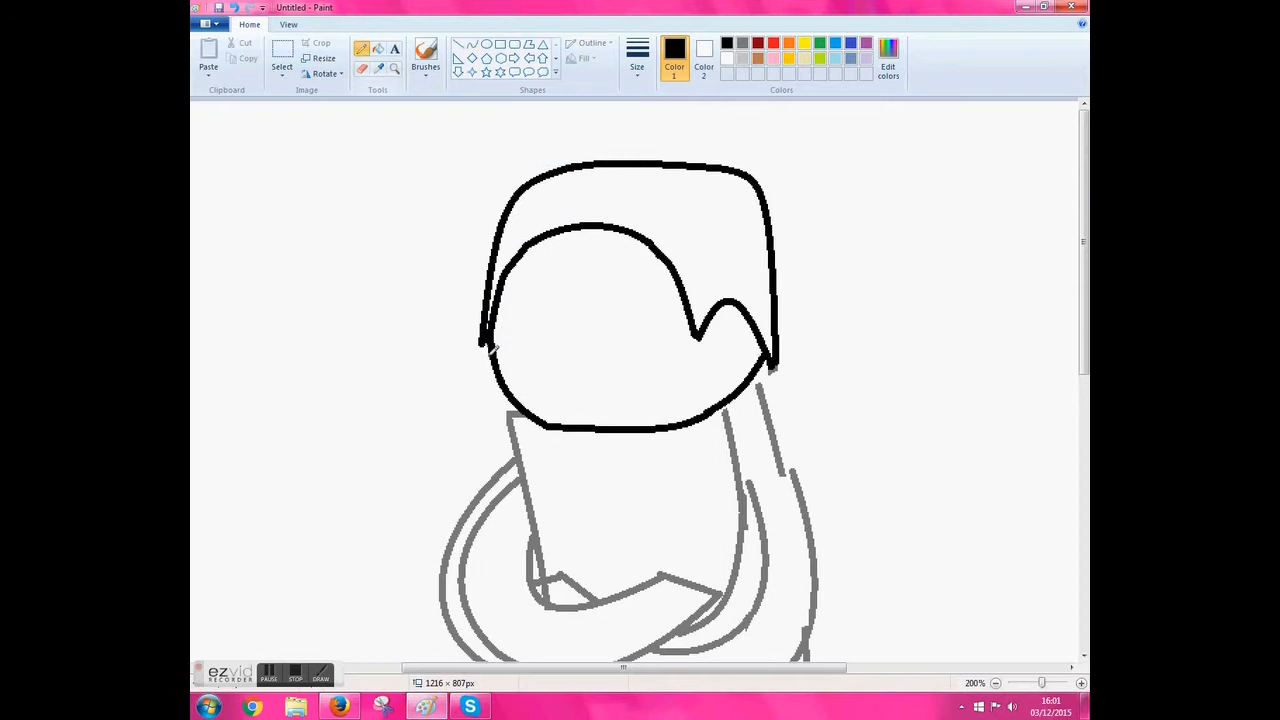 Untitled - Paint
Home View
Paste
Cut
Copy
Clipboard
Select
Crop
Resize
Rotate
Image
A
Tools
Brushes
Outline
Fill
Shapes
Size
Color 1
Color 2
Edit colors
Colors
ezvid
RECORDER
PAUSE STOP DRAW
1216 × 807px
200%
16:01
03/12/2015